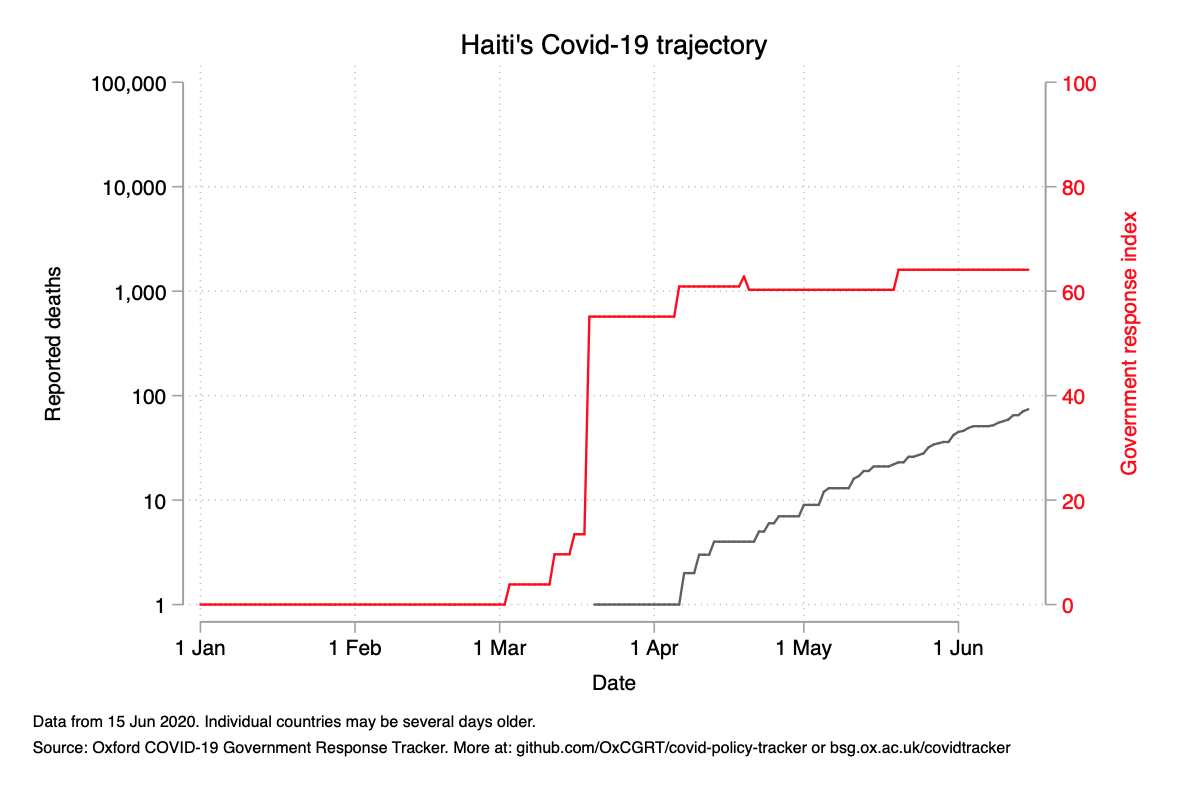 Haiti's Covid-19 trajectory
100,000
10,000
1,000
100
10
1
Reported deaths
100
80
60
40
20
0
Government response index
1 Jan
1 Feb
1 Mar
1 Apr
1 May
1 Jun
Date
Data from 15 Jun 2020. Individual countries may be several days older.
Source: Oxford COVID-19 Government Response Tracker. More at: github.com/OxCGRT/covid-policy-tracker or bsg.ox.ac.uk/covidtracker